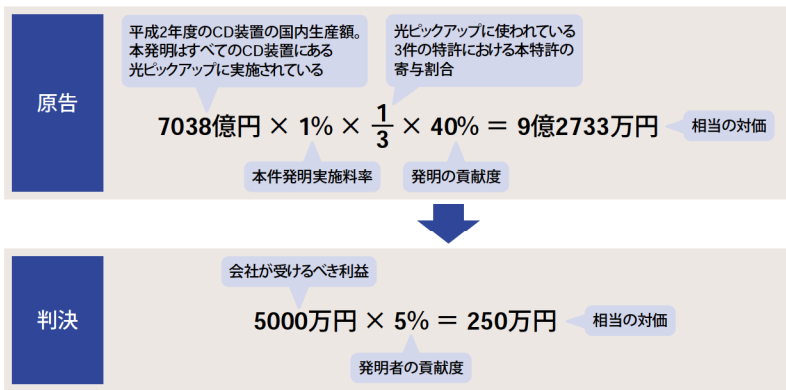 原告
平成2年度のCD装置の国内生産額。
本発明はすべてのCD装置にある
光ピックアップに実施されている
光ピックアップに使われている
3件の特許における本特許の
寄与割合
7038億円 × 1% × 1/3 × 40% = 9億2733万円
相当の対価
本件発明実施料率
発明の貢献度
判決
会社が受けるべき利益
5000万円 × 5% = 250万円
相当の対価
発明者の貢献度